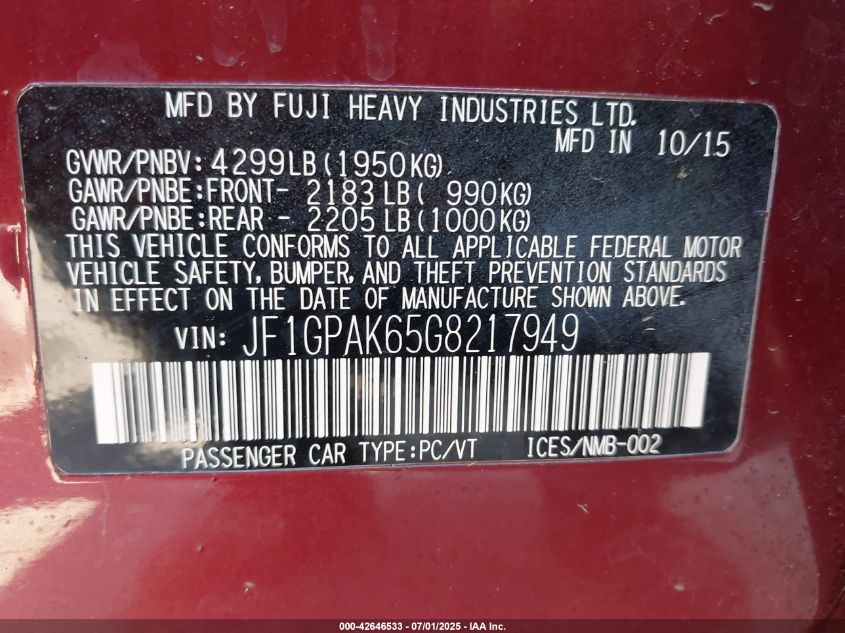 MFD BY FUJI HEAVY INDUSTRIES LTD.
MFD IN 10/15
GVWR/PNBV: 4299LB (1950KG)
GAWR/PNBE:FRONT- 2183 LB ( 990KG)
GAWR/PNBE:REAR - 2205 LB (1000KG)
THIS VEHICLE CONFORMS TO ALL APPLICABLE FEDERAL MOTOR
VEHICLE SAFETY, BUMPER, AND THEFT PREVENTION STANDARDS
IN EFFECT ON THE DATE OF MANUFACTURE SHOWN ABOVE.
VIN: JF1GPAK65G8217949
PASSENGER CAR TYPE:PC/VT ICES/NMB-002
000-42646533 - 07/01/2025 - IAA Inc.